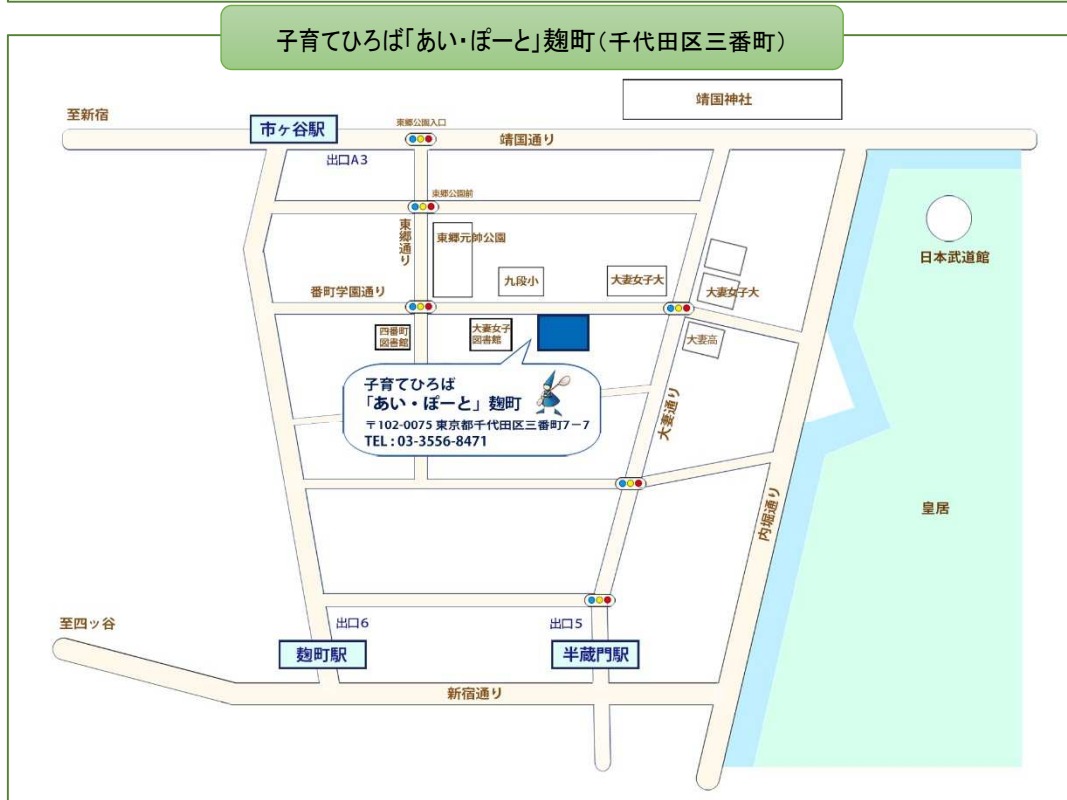 子育てひろば「あい・ぽーと」麹町(千代田区三番町)
靖国神社
至新宿
市ヶ谷駅
東郷公園入口
靖国通り
出口A3
東郷公園前
東郷通り
東郷元帥公園
九段小
大妻女子大
大妻女子大
日本武道館
番町学園通り
四番町
図書館
大妻女子
図書館
大妻高
子育てひろば
「あい・ぽーと」麹町
〒102-0075 東京都千代田区三番町7-7
TEL : 03-3556-8471
大妻通り
内堀通り
皇居
至四ッ谷
出口6
出口5
麹町駅
半蔵門駅
新宿通り